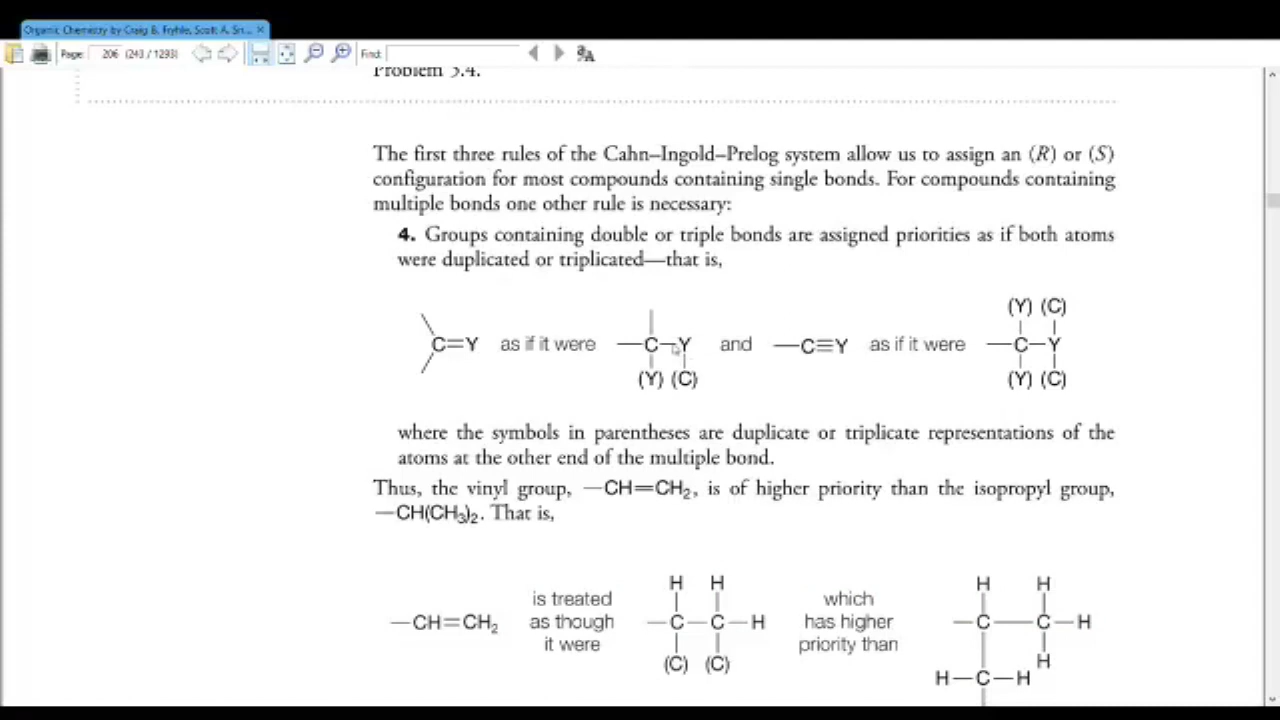 Organic Chemistry by Craig B. Fryhle, Scott A. Sn... ×
Page: 206 (243 / 1293) Find:
Problem 5.4.
The first three rules of the Cahn–Ingold–Prelog system allow us to assign an (R) or (S)
configuration for most compounds containing single bonds. For compounds containing
multiple bonds one other rule is necessary:
4. Groups containing double or triple bonds are assigned priorities as if both atoms
were duplicated or triplicated—that is,
(Y) (C)
C=Y as if it were —C—Y and —C≡Y as if it were —C—Y
(Y) (C) (Y) (C)
where the symbols in parentheses are duplicate or triplicate representations of the
atoms at the other end of the multiple bond.
Thus, the vinyl group, —CH=CH₂, is of higher priority than the isopropyl group,
—CH(CH₃)₂. That is,
H H H H
is treated which
—CH=CH₂ as though —C—C—H has higher —C—C—H
it were priority than
(C) (C) H
H—C—H